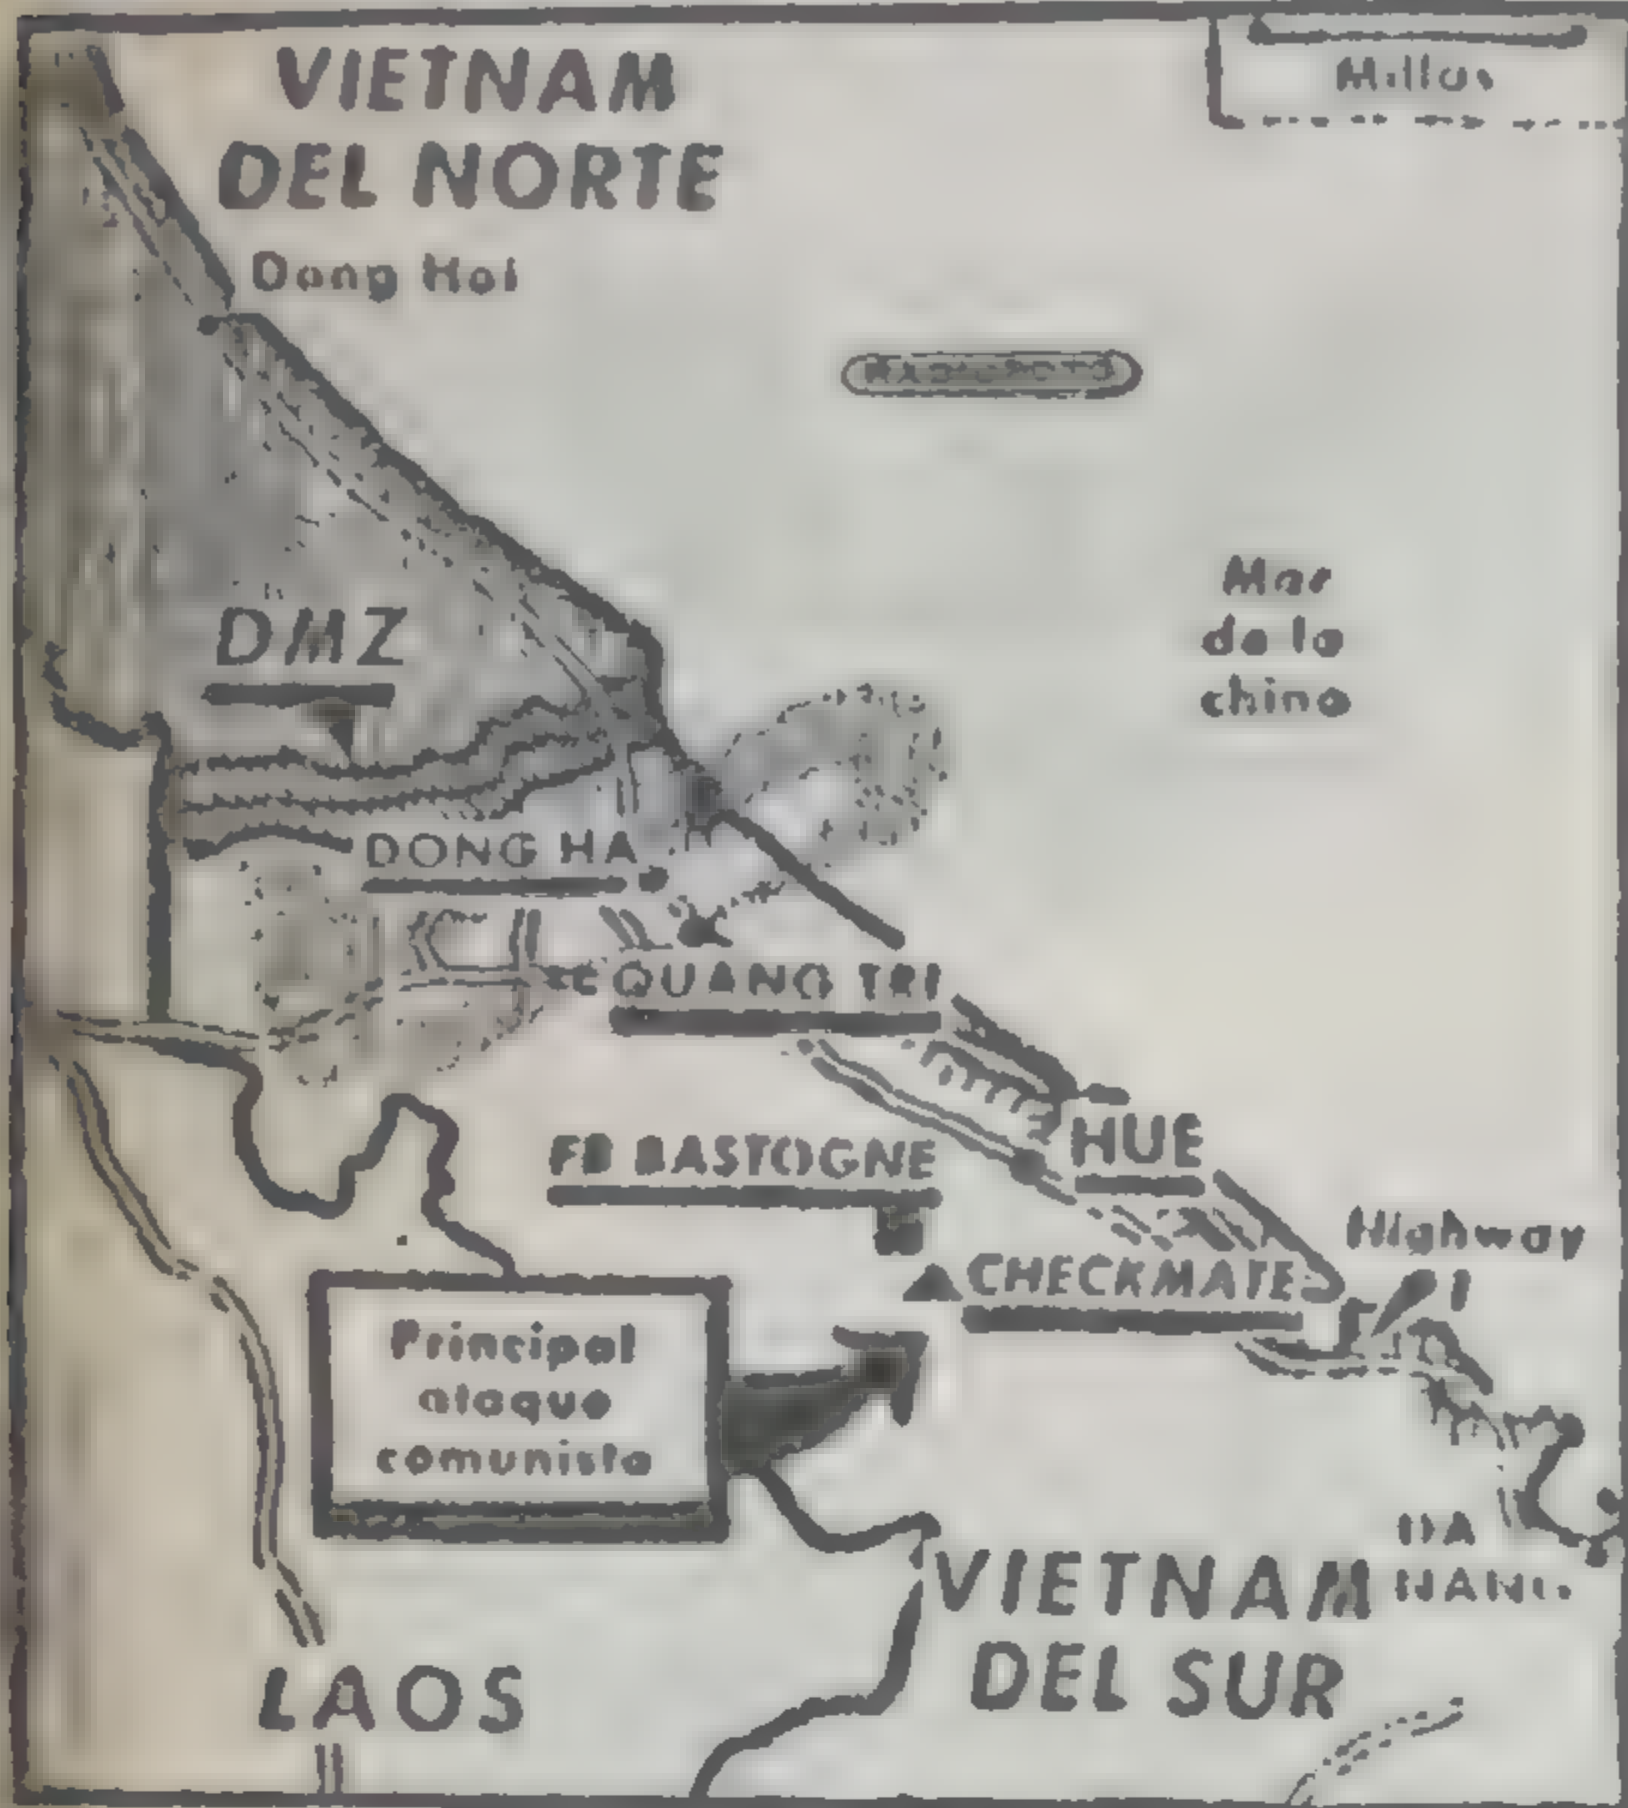 VIETNAM
DEL NORTE
Millas
Dong Hoi
RADIOFOTO
Mar
de la
china
DMZ
DONG HA
QUANG TRI
HUE
FB BASTOGNE
Highway
1
CHECKMATE
Principal
ataque
comunista
DA
NANG
VIETNAM
DEL SUR
LAOS